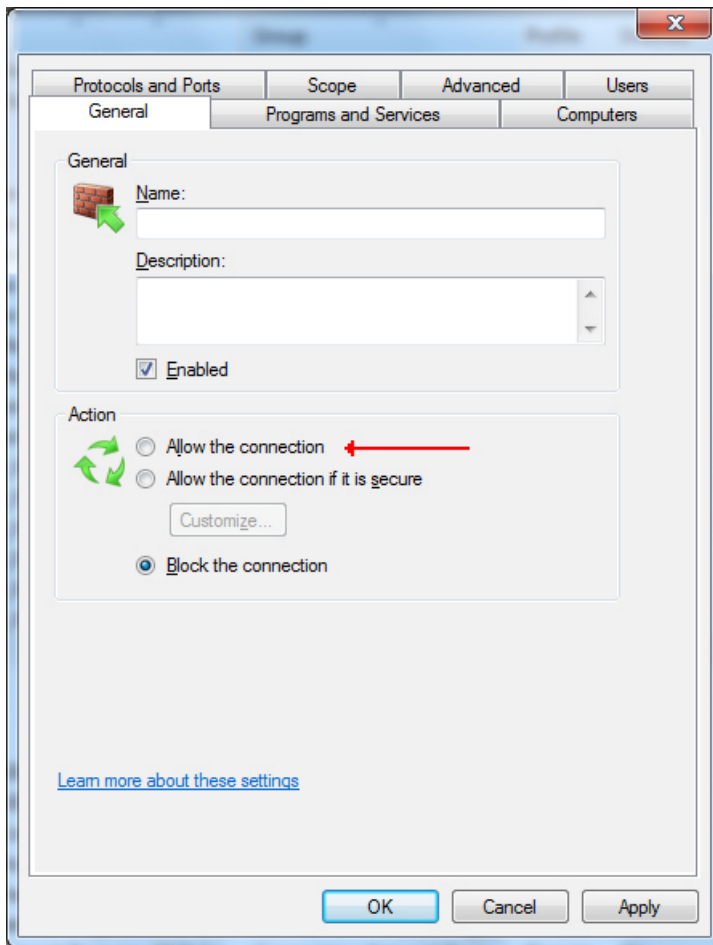 Group
X
Protocols and Ports Scope Advanced Users
General Programs and Services Computers
General
Name:
Description:
Enabled
Action
Allow the connection
Allow the connection if it is secure
Customize...
Block the connection
Learn more about these settings
OK Cancel Apply